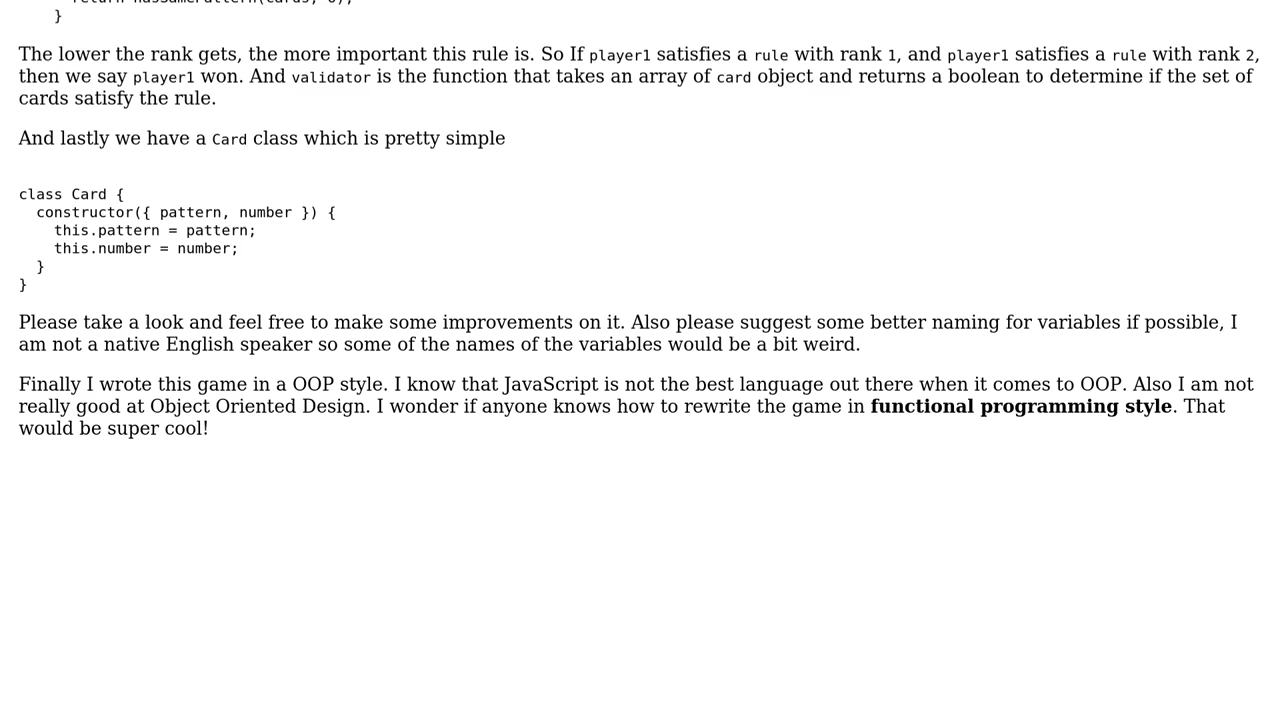 }
The lower the rank gets, the more important this rule is. So If player1 satisfies a rule with rank 1, and player1 satisfies a rule with rank 2,
then we say player1 won. And validator is the function that takes an array of card object and returns a boolean to determine if the set of
cards satisfy the rule.
And lastly we have a Card class which is pretty simple
class Card {
  constructor({ pattern, number }) {
    this.pattern = pattern;
    this.number = number;
  }
}
Please take a look and feel free to make some improvements on it. Also please suggest some better naming for variables if possible, I
am not a native English speaker so some of the names of the variables would be a bit weird.
Finally I wrote this game in a OOP style. I know that JavaScript is not the best language out there when it comes to OOP. Also I am not
really good at Object Oriented Design. I wonder if anyone knows how to rewrite the game in functional programming style. That
would be super cool!